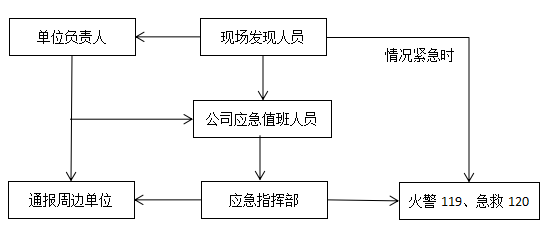 单位负责人
现场发现人员
情况紧急时
公司应急值班人员
通报周边单位
应急指挥部
火警 119、急救 120